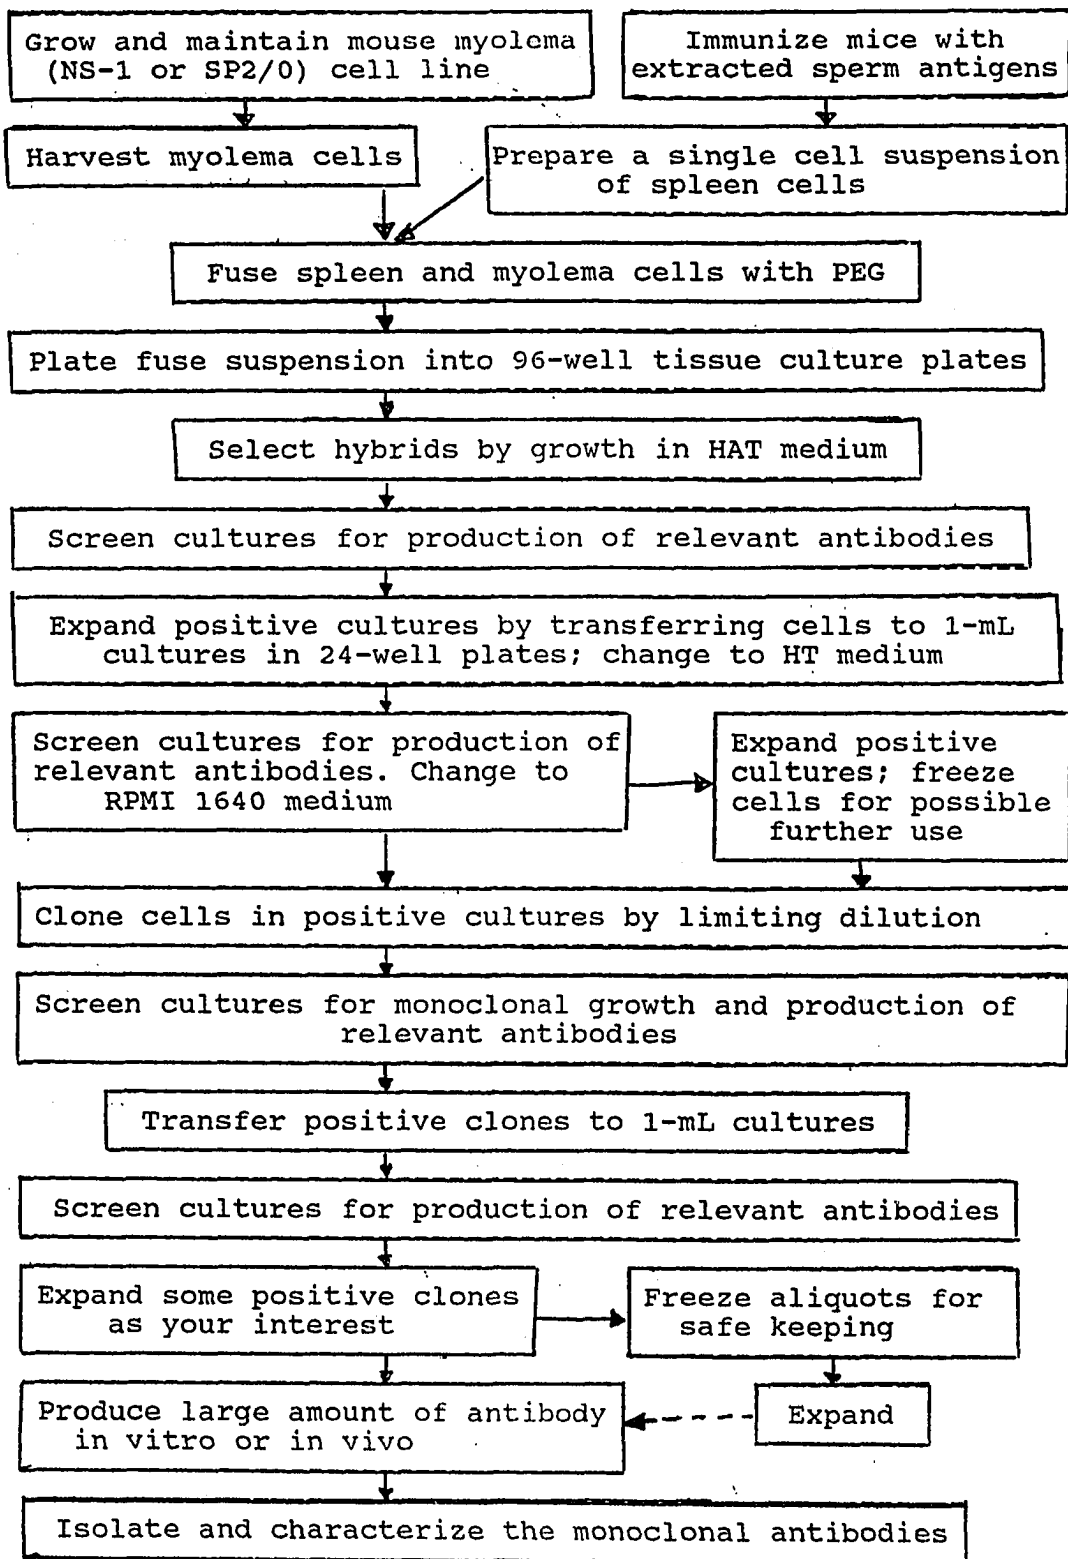 Grow and maintain mouse myolema
(NS-1 or SP2/0) cell line
Immunize mice with
extracted sperm antigens
Harvest myolema cells
Prepare a single cell suspension
of spleen cells
Fuse spleen and myolema cells with PEG
Plate fuse suspension into 96-well tissue culture plates
Select hybrids by growth in HAT medium
Screen cultures for production of relevant antibodies
Expand positive cultures by transferring cells to 1-mL
cultures in 24-well plates; change to HT medium
Screen cultures for production of
relevant antibodies. Change to
RPMI 1640 medium
Expand positive
cultures; freeze
cells for possible
further use
Clone cells in positive cultures by limiting dilution
Screen cultures for monoclonal growth and production of
relevant antibodies
Transfer positive clones to 1-mL cultures
Screen cultures for production of relevant antibodies
Expand some positive clones
as your interest
Freeze aliquots for
safe keeping
Produce large amount of antibody
in vitro or in vivo
Expand
Isolate and characterize the monoclonal antibodies